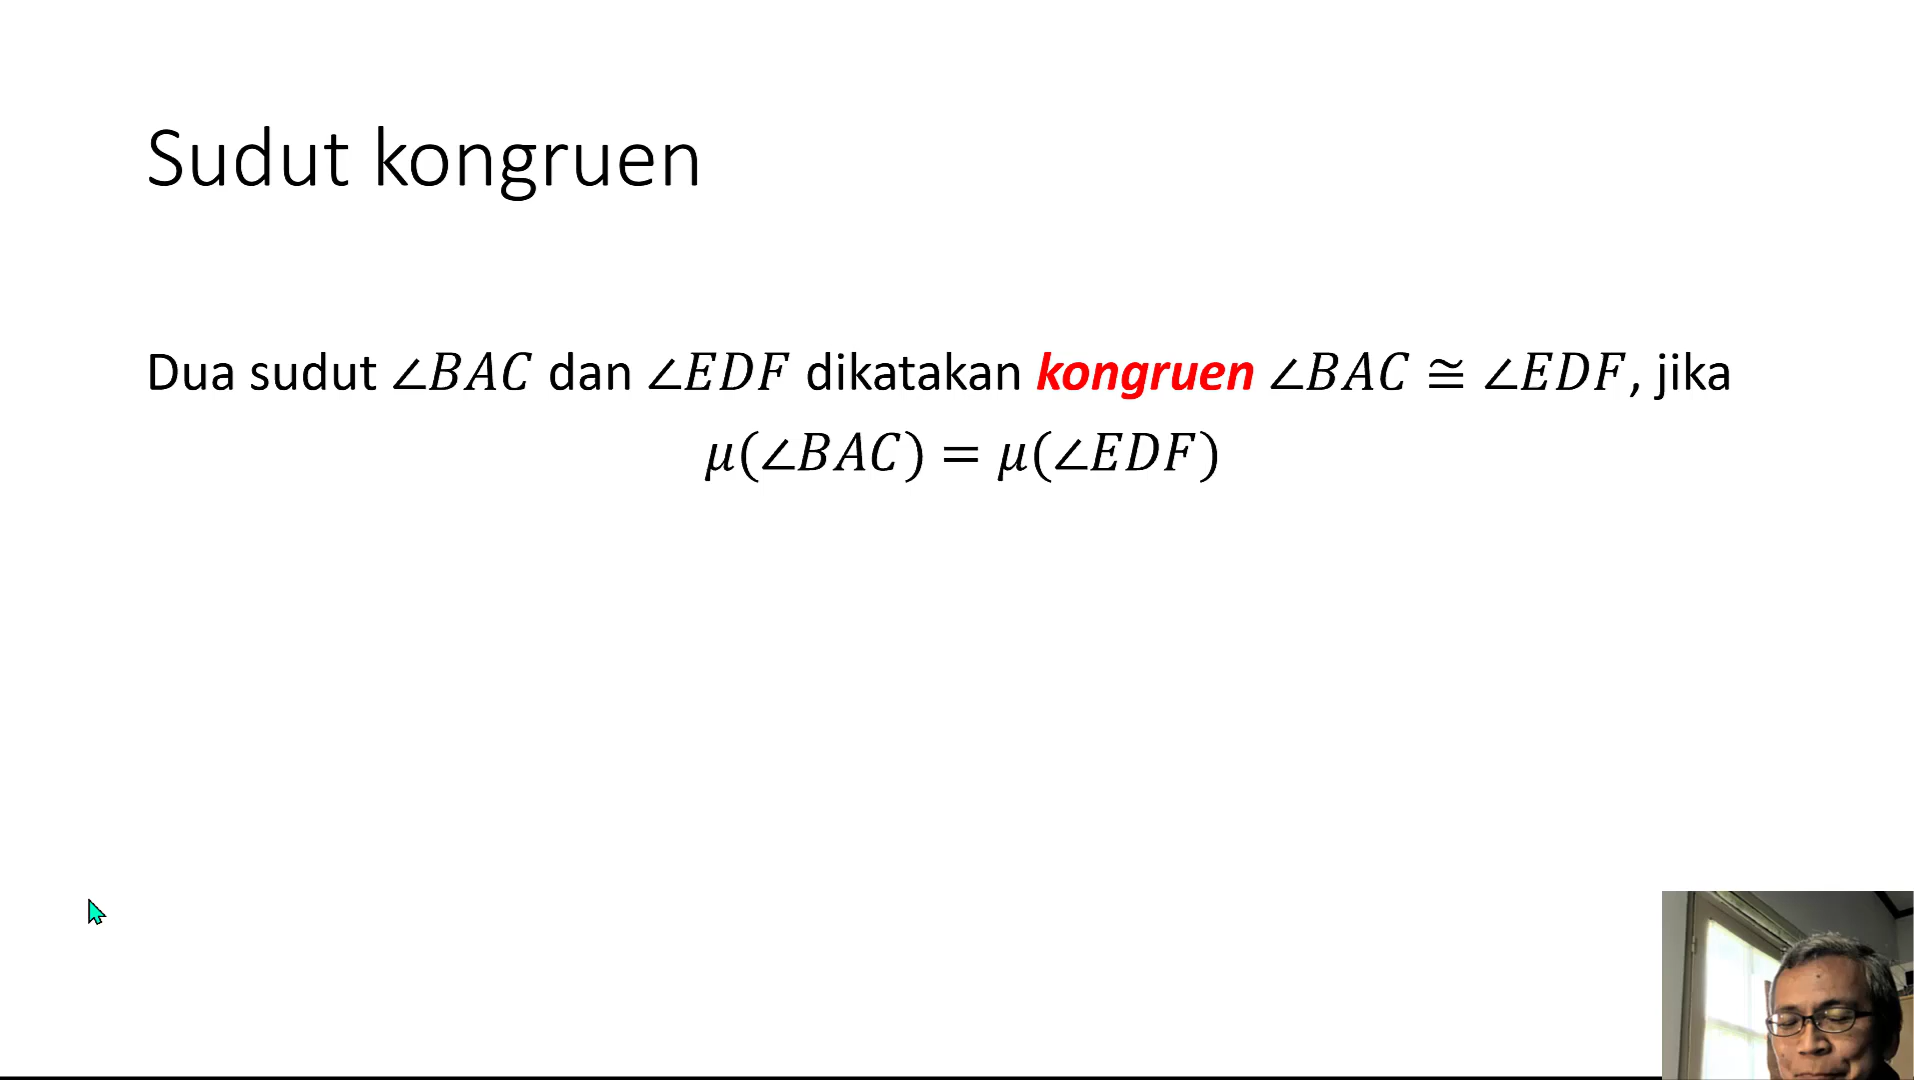 Sudut kongruen
Dua sudut ∠BAC dan ∠EDF dikatakan kongruen ∠BAC ≅ ∠EDF, jika
μ(∠BAC) = μ(∠EDF)